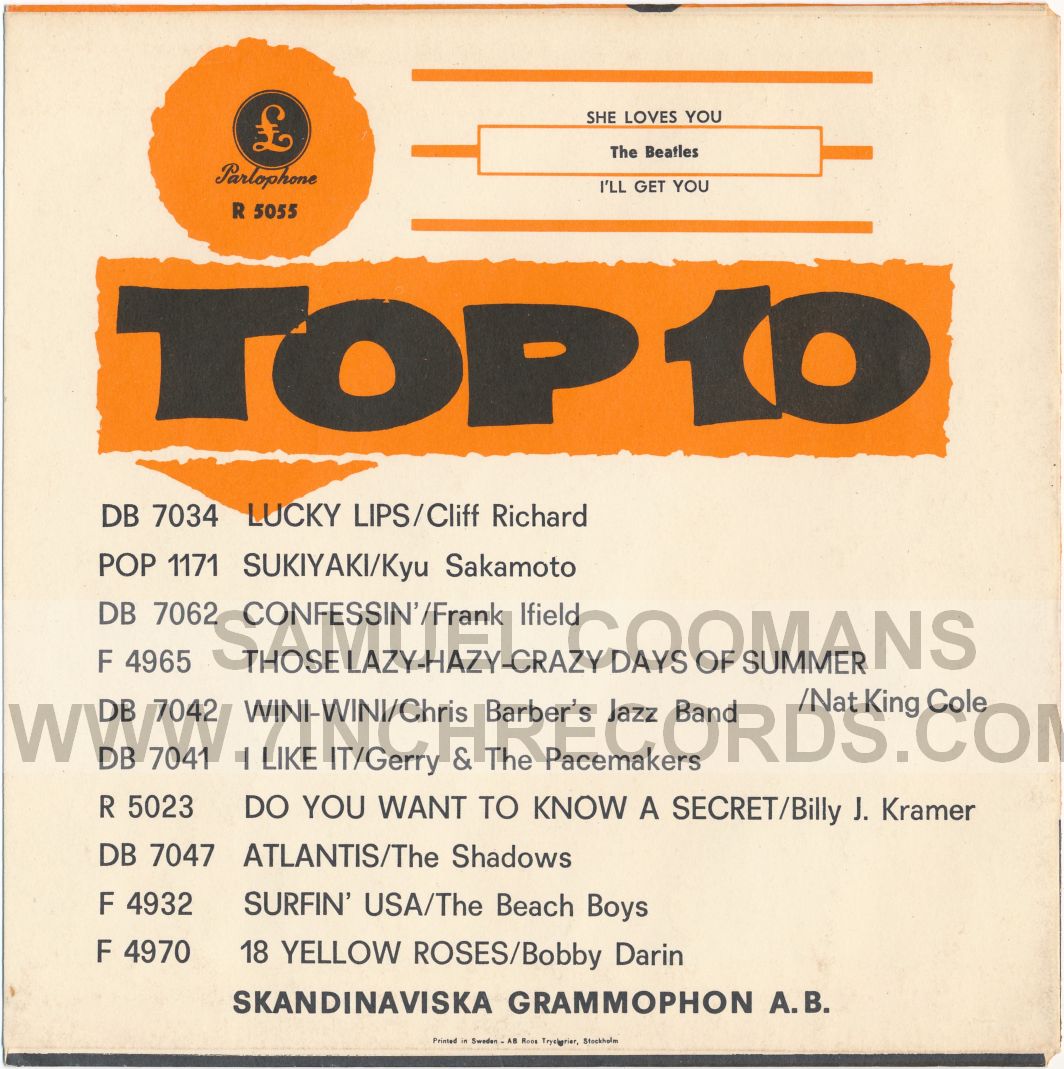 SHE LOVES YOU
The Beatles
I'LL GET YOU
£
Parlophone
R 5055
TOP 10
DB 7034 LUCKY LIPS/Cliff Richard
POP 1171 SUKIYAKI/Kyu Sakamoto
DB 7062 CONFESSIN'/Frank Ifield
F 4965 THOSE LAZY-HAZY-CRAZY DAYS OF SUMMER
/Nat King Cole
DB 7042 WINI-WINI/Chris Barber's Jazz Band
DB 7041 I LIKE IT/Gerry & The Pacemakers
R 5023 DO YOU WANT TO KNOW A SECRET/Billy J. Kramer
DB 7047 ATLANTIS/The Shadows
F 4932 SURFIN' USA/The Beach Boys
F 4970 18 YELLOW ROSES/Bobby Darin
SKANDINAVISKA GRAMMOPHON A.B.
Printed in Sweden - AB Roos Tryckerier, Stockholm
SAMUEL COOMANS
WWW.7INCHRECORDS.COM